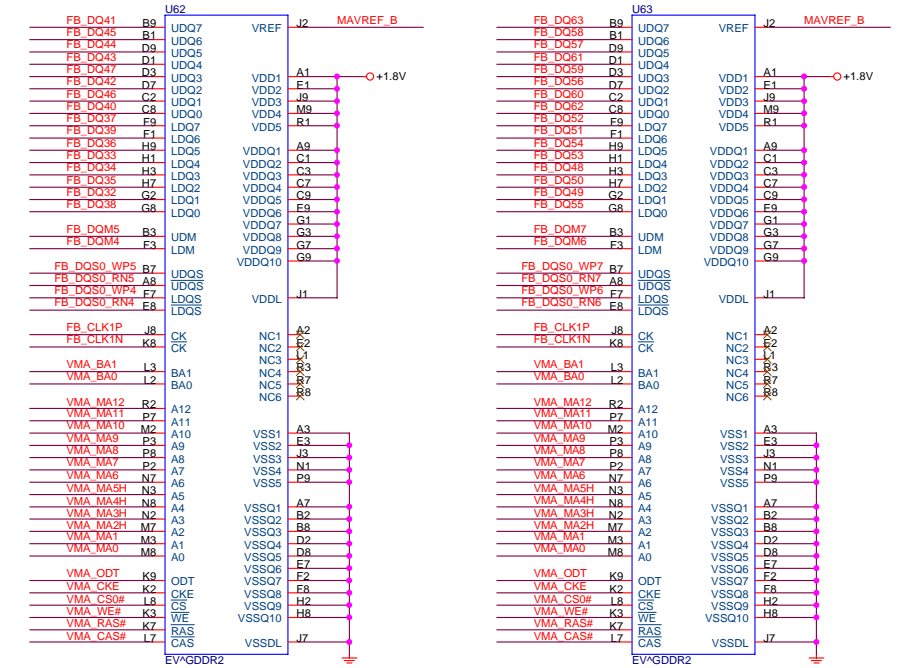 U62
FB_DQ41 B9 UDQ7 VREF J2 MAVREF_B
FB_DQ45 B1 UDQ6
FB_DQ44 D9 UDQ5
FB_DQ43 D1 UDQ4
FB_DQ47 D3 UDQ3 VDD1 A1 +1.8V
FB_DQ42 D7 UDQ2 VDD2 E1
FB_DQ46 C2 UDQ1 VDD3 J9
FB_DQ40 C8 UDQ0 VDD4 M9
FB_DQ37 F9 LDQ7 VDD5 R1
FB_DQ39 F1 LDQ6
FB_DQ36 H9 LDQ5 VDDQ1 A9
FB_DQ33 H1 LDQ4 VDDQ2 C1
FB_DQ34 H3 LDQ3 VDDQ3 C3
FB_DQ35 H7 LDQ2 VDDQ4 C7
FB_DQ32 G2 LDQ1 VDDQ5 C9
FB_DQ38 G8 LDQ0 VDDQ6 E9
VDDQ7 G1
FB_DQM5 B3 UDM VDDQ8 G3
FB_DQM4 F3 LDM VDDQ9 G7
VDDQ10 G9
FB_DQS0_WP5 B7 UDQS
FB_DQS0_RN5 A8 UDQS
FB_DQS0_WP4 F7 LDQS VDDL J1
FB_DQS0_RN4 E8 LDQS
FB_CLK1P J8 CK NC1 A2
FB_CLK1N K8 CK NC2 E2
NC3 L1
VMA_BA1 L3 BA1 NC4 R3
VMA_BA0 L2 BA0 NC5 R7
NC6 R8
VMA_MA12 R2 A12
VMA_MA11 P7 A11
VMA_MA10 M2 A10 VSS1 A3
VMA_MA9 P3 A9 VSS2 E3
VMA_MA8 P8 A8 VSS3 J3
VMA_MA7 P2 A7 VSS4 N1
VMA_MA6 N7 A6 VSS5 P9
VMA_MA5H N3 A5
VMA_MA4H N8 A4 VSSQ1 A7
VMA_MA3H N2 A3 VSSQ2 B2
VMA_MA2H M7 A2 VSSQ3 B8
VMA_MA1 M3 A1 VSSQ4 D2
VMA_MA0 M8 A0 VSSQ5 D8
VSSQ6 E7
VMA_ODT K9 ODT VSSQ7 F2
VMA_CKE K2 CKE VSSQ8 F8
VMA_CS0# L8 CS VSSQ9 H2
VMA_WE# K3 WE VSSQ10 H8
VMA_RAS# K7 RAS
VMA_CAS# L7 CAS VSSDL J7
EV^GDDR2
U63
FB_DQ63 B9 UDQ7 VREF J2 MAVREF_B
FB_DQ58 B1 UDQ6
FB_DQ57 D9 UDQ5
FB_DQ61 D1 UDQ4
FB_DQ59 D3 UDQ3 VDD1 A1 +1.8V
FB_DQ56 D7 UDQ2 VDD2 E1
FB_DQ60 C2 UDQ1 VDD3 J9
FB_DQ62 C8 UDQ0 VDD4 M9
FB_DQ52 F9 LDQ7 VDD5 R1
FB_DQ51 F1 LDQ6
FB_DQ54 H9 LDQ5 VDDQ1 A9
FB_DQ53 H1 LDQ4 VDDQ2 C1
FB_DQ48 H3 LDQ3 VDDQ3 C3
FB_DQ50 H7 LDQ2 VDDQ4 C7
FB_DQ49 G2 LDQ1 VDDQ5 C9
FB_DQ55 G8 LDQ0 VDDQ6 E9
VDDQ7 G1
FB_DQM7 B3 UDM VDDQ8 G3
FB_DQM6 F3 LDM VDDQ9 G7
VDDQ10 G9
FB_DQS0_WP7 B7 UDQS
FB_DQS0_RN7 A8 UDQS
FB_DQS0_WP6 F7 LDQS VDDL J1
FB_DQS0_RN6 E8 LDQS
FB_CLK1P J8 CK NC1 A2
FB_CLK1N K8 CK NC2 E2
NC3 L1
VMA_BA1 L3 BA1 NC4 R3
VMA_BA0 L2 BA0 NC5 R7
NC6 R8
VMA_MA12 R2 A12
VMA_MA11 P7 A11
VMA_MA10 M2 A10 VSS1 A3
VMA_MA9 P3 A9 VSS2 E3
VMA_MA8 P8 A8 VSS3 J3
VMA_MA7 P2 A7 VSS4 N1
VMA_MA6 N7 A6 VSS5 P9
VMA_MA5H N3 A5
VMA_MA4H N8 A4 VSSQ1 A7
VMA_MA3H N2 A3 VSSQ2 B2
VMA_MA2H M7 A2 VSSQ3 B8
VMA_MA1 M3 A1 VSSQ4 D2
VMA_MA0 M8 A0 VSSQ5 D8
VSSQ6 E7
VMA_ODT K9 ODT VSSQ7 F2
VMA_CKE K2 CKE VSSQ8 F8
VMA_CS0# L8 CS VSSQ9 H2
VMA_WE# K3 WE VSSQ10 H8
VMA_RAS# K7 RAS
VMA_CAS# L7 CAS VSSDL J7
EV^GDDR2